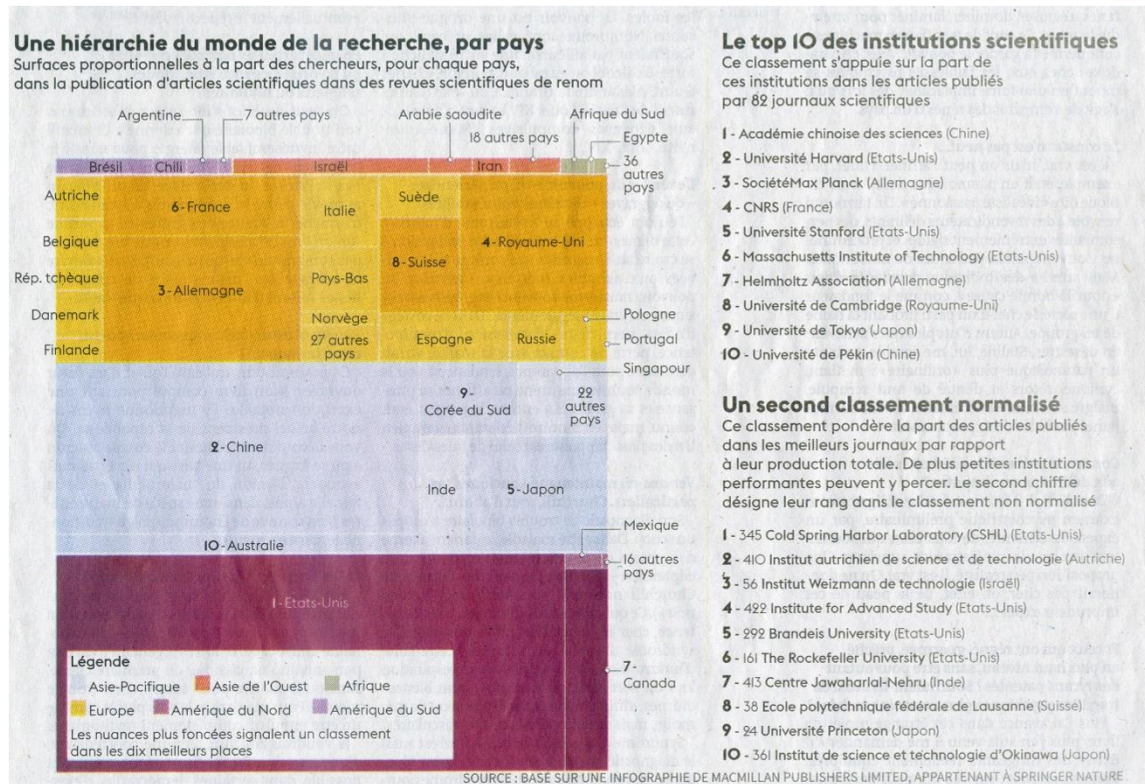 Une hiérarchie du monde de la recherche, par pays
Surfaces proportionnelles à la part des chercheurs, pour chaque pays,
dans la publication d'articles scientifiques dans des revues scientifiques
Argentine
7 autres pays
Arabie saoudite
18 autres pays
Afrique du Sud
Egypte
36
autres
pays
Brésil
Chili
Israël
Iran
Autriche
6 - France
Italie
Suède
Belgique
4 - Royaume-Uni
8 - Suisse
Rép. tchèque
3 - Allemagne
Pays-Bas
Danemark
Norvège
Pologne
Finlande
27 autres
pays
Espagne
Russie
Portugal
Singapour
9 -
Corée du Sud
22
autres
pays
2 - Chine
Inde
5 - Japon
Mexique
10 - Australie
16 autres
pays
1 - Etats-Unis
7 -
Canada
Légende
Asie-Pacifique
Asie de l'Ouest
Afrique
Europe
Amérique du Nord
Amérique du Sud
Les nuances plus foncées signalent un classement
dans les dix meilleures places
Le top 10 des institutions scientifiques
Ce classement s'appuie sur la part de
ces institutions dans les articles publiés
par 82 journaux scientifiques
1 - Académie chinoise des sciences (Chine)
2 - Université Harvard (Etats-Unis)
3 - SociétéMax Planck (Allemagne)
4 - CNRS (France)
5 - Université Stanford (Etats-Unis)
6 - Massachusetts Institute of Technology (Etats-Unis)
7 - Helmholtz Association (Allemagne)
8 - Université de Cambridge (Royaume-Uni)
9 - Université de Tokyo (Japon)
10 - Université de Pékin (Chine)
Un second classement normalisé
Ce classement pondère la part des articles publiés
dans les meilleurs journaux par rapport
à leur production totale. De plus petites institutions
performantes peuvent y percer. Le second chiffre
désigne leur rang dans le classement non normalisé
1 - 345 Cold Spring Harbor Laboratory (CSHL) (Etats-Unis)
2 - 410 Institut autrichien de science et de technologie (Autriche)
3 - 56 Institut Weizmann de technologie (Israël)
4 - 422 Institute for Advanced Study (Etats-Unis)
5 - 292 Brandeis University (Etats-Unis)
6 - 161 The Rockefeller University (Etats-Unis)
7 - 413 Centre Jawaharlal-Nehru (Inde)
8 - 38 Ecole polytechnique fédérale de Lausanne (Suisse)
9 - 24 Université Princeton (Japon)
10 - 361 Institut de science et technologie d'Okinawa (Japon)
SOURCE : BASÉ SUR UNE INFOGRAPHIE DE MACMILLAN PUBLISHERS LIMITED, APPARTENANT À SPRINGER NATURE